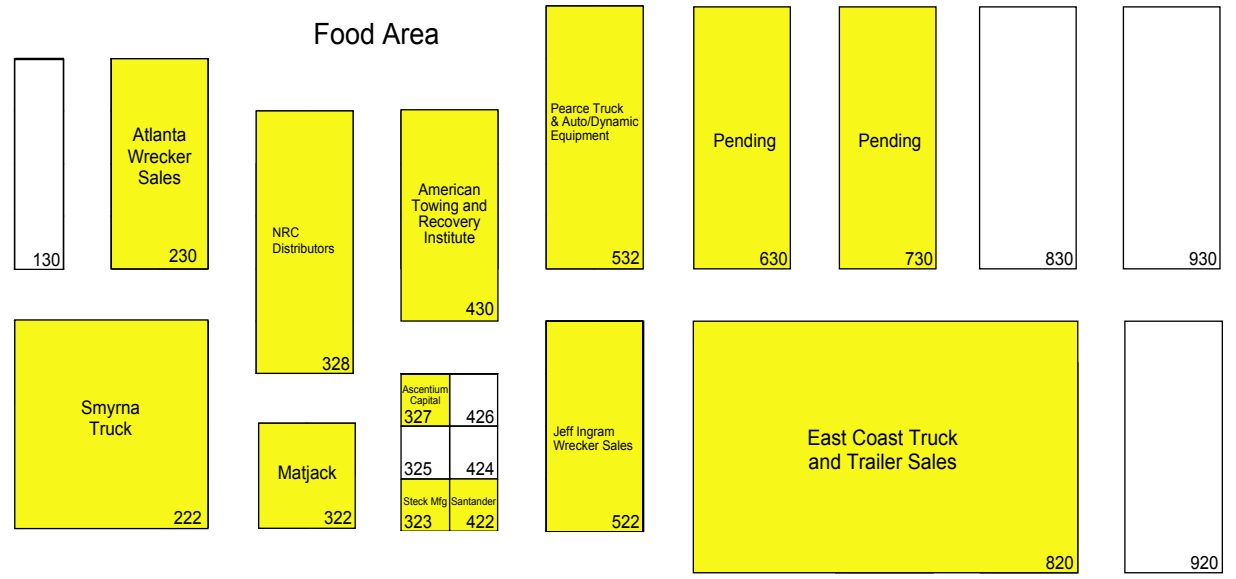 Food Area
130
Atlanta
Wrecker
Sales
230
NRC
Distributors
328
American
Towing and
Recovery
Institute
430
Pearce Truck
& Auto/Dynamic
Equipment
532
Pending
630
Pending
730
830
930
Smyrna
Truck
222
Matjack
322
Ascentium
Capital
327
426
325
424
Steck Mfg
323
Santander
422
Jeff Ingram
Wrecker Sales
522
East Coast Truck
and Trailer Sales
820
920